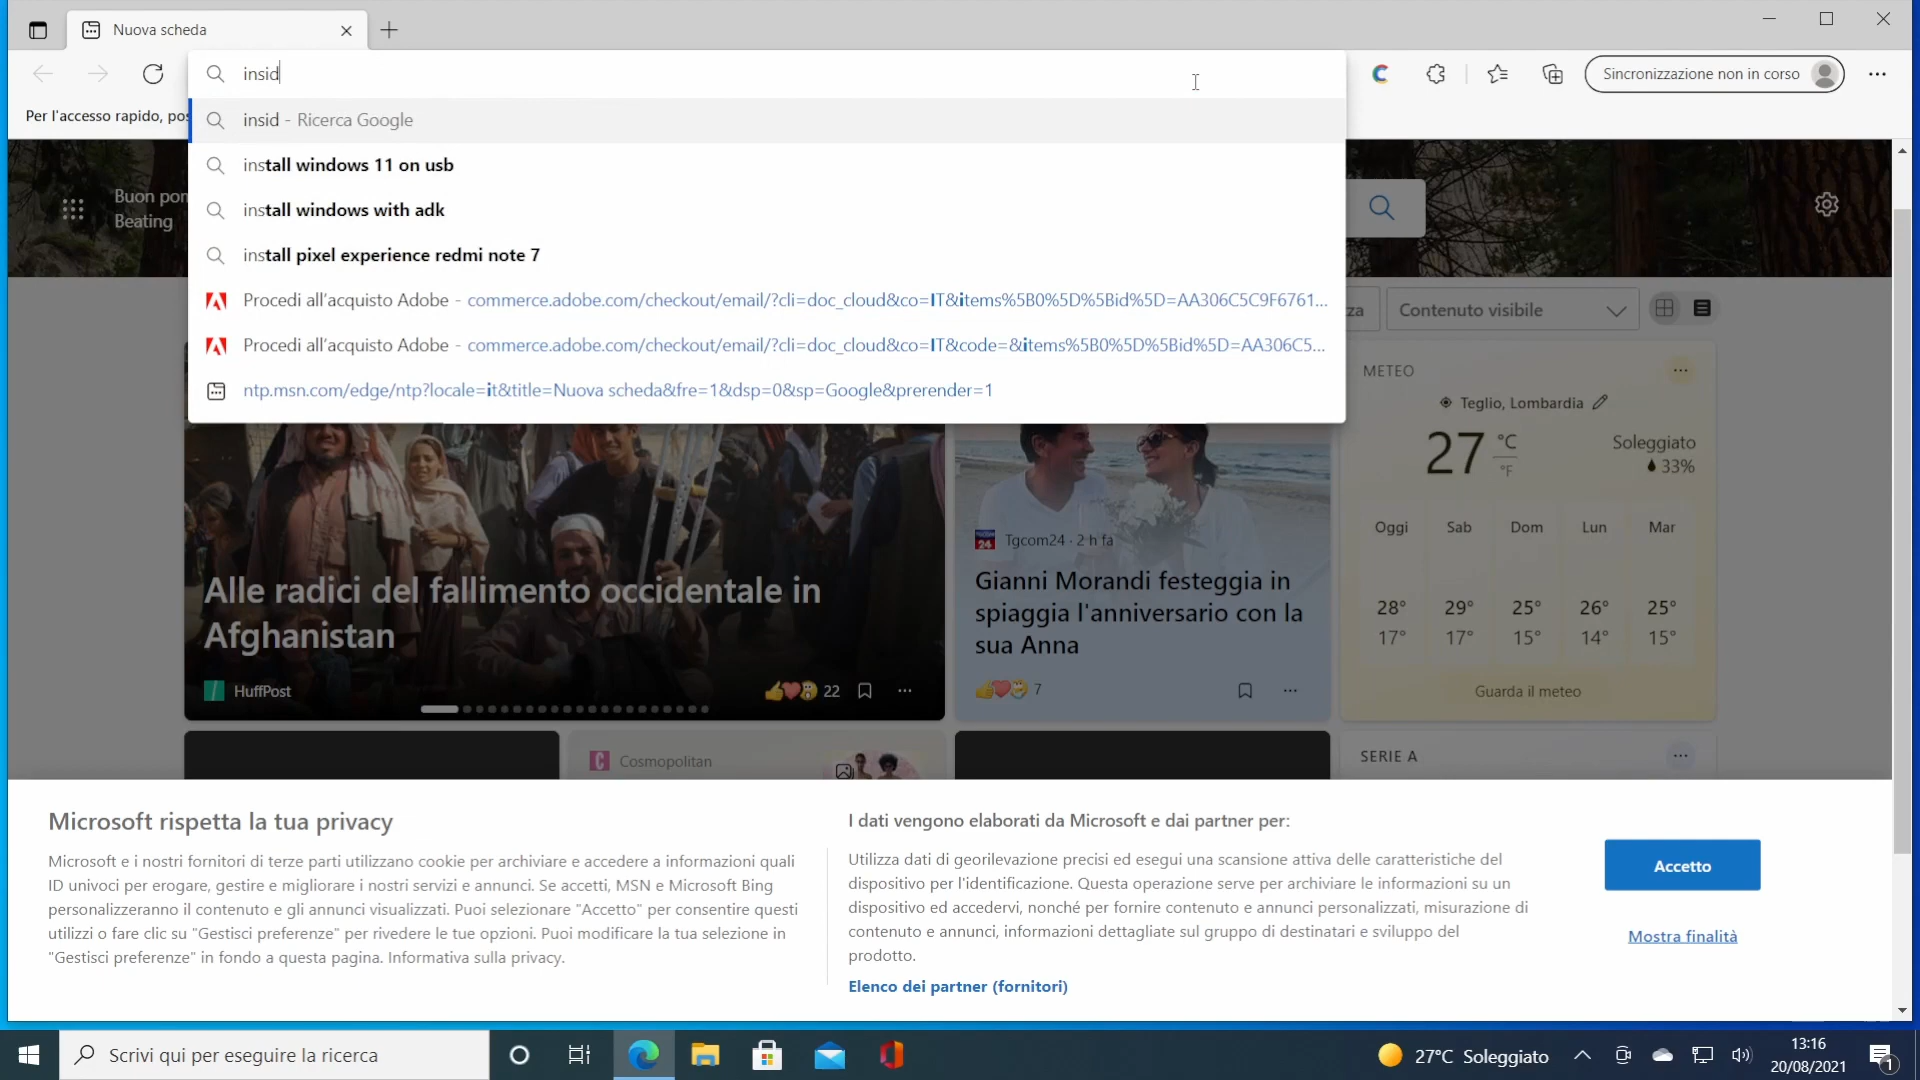 Nuova scheda
insid
Sincronizzazione non in corso
Per l'accesso rapido, pos
insid - Ricerca Google
install windows 11 on usb
install windows with adk
install pixel experience redmi note 7
Procedi all'acquisto Adobe - commerce.adobe.com/checkout/email/?cli=doc_cloud&co=IT&items%5B0%5D%5Bid%5D=AA306C5C9F6761...
Procedi all'acquisto Adobe - commerce.adobe.com/checkout/email/?cli=doc_cloud&co=IT&code=&items%5B0%5D%5Bid%5D=AA306C5...
ntp.msn.com/edge/ntp?locale=it&title=Nuova scheda&fre=1&dsp=0&sp=Google&prerender=1
Buon pom
Beating
za
Contenuto visibile
METEO
Teglio, Lombardia
27 °C
°F
Soleggiato
33%
Oggi Sab Dom Lun Mar
28° 29° 25° 26° 25°
17° 17° 15° 14° 15°
Guarda il meteo
Alle radici del fallimento occidentale in
Afghanistan
HuffPost
22
24
Tgcom24 · 2 h fa
Gianni Morandi festeggia in
spiaggia l'anniversario con la
sua Anna
7
Cosmopolitan
SERIE A
Microsoft rispetta la tua privacy
Microsoft e i nostri fornitori di terze parti utilizzano cookie per archiviare e accedere a informazioni quali
ID univoci per erogare, gestire e migliorare i nostri servizi e annunci. Se accetti, MSN e Microsoft Bing
personalizzeranno il contenuto e gli annunci visualizzati. Puoi selezionare "Accetto" per consentire questi
utilizzi o fare clic su "Gestisci preferenze" per rivedere le tue opzioni. Puoi modificare la tua selezione in
"Gestisci preferenze" in fondo a questa pagina. Informativa sulla privacy.
I dati vengono elaborati da Microsoft e dai partner per:
Utilizza dati di georilevazione precisi ed esegui una scansione attiva delle caratteristiche del
dispositivo per l'identificazione. Questa operazione serve per archiviare le informazioni su un
dispositivo ed accedervi, nonché per fornire contenuto e annunci personalizzati, misurazione di
contenuto e annunci, informazioni dettagliate sul gruppo di destinatari e sviluppo del
prodotto.
Elenco dei partner (fornitori)
Accetto
Mostra finalità
Scrivi qui per eseguire la ricerca
27°C Soleggiato
13:16
20/08/2021
1